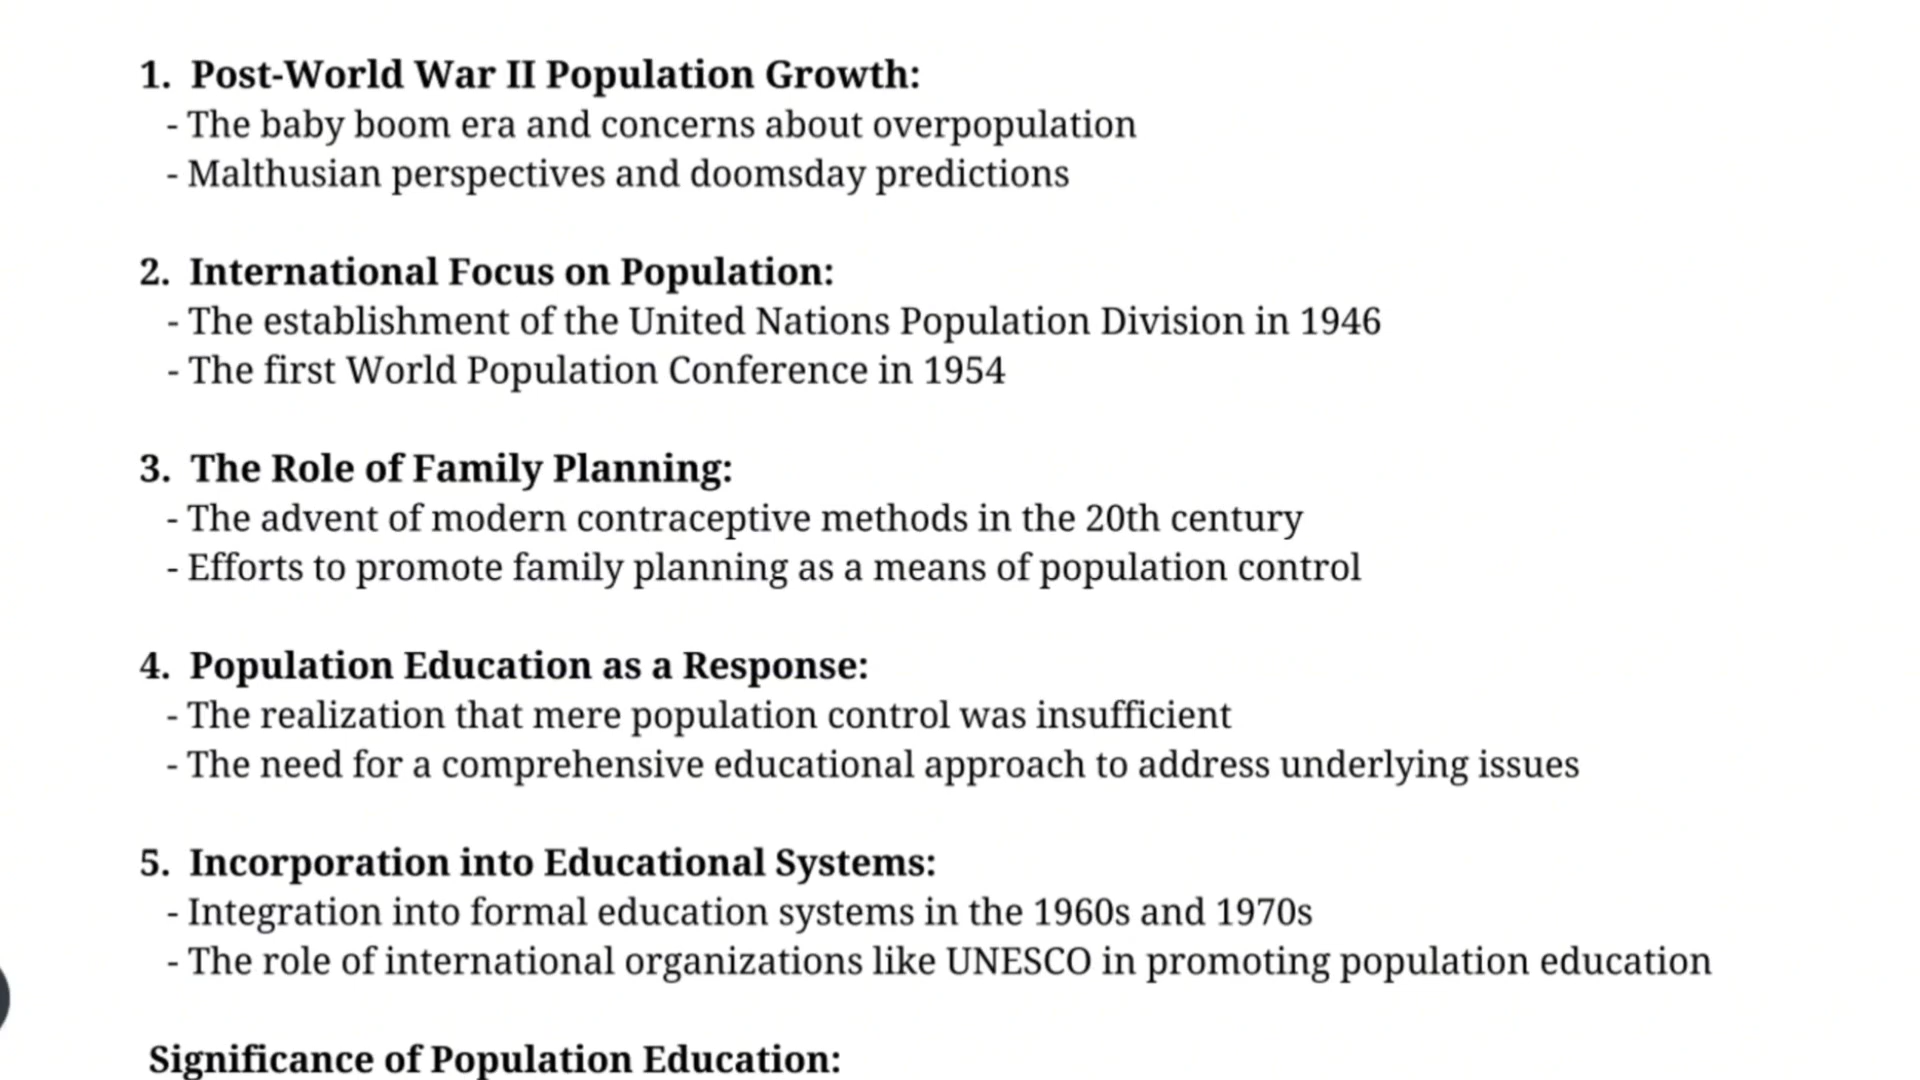 1. Post-World War II Population Growth:
- The baby boom era and concerns about overpopulation
- Malthusian perspectives and doomsday predictions
2. International Focus on Population:
- The establishment of the United Nations Population Division in 1946
- The first World Population Conference in 1954
3. The Role of Family Planning:
- The advent of modern contraceptive methods in the 20th century
- Efforts to promote family planning as a means of population control
4. Population Education as a Response:
- The realization that mere population control was insufficient
- The need for a comprehensive educational approach to address underlying issues
5. Incorporation into Educational Systems:
- Integration into formal education systems in the 1960s and 1970s
- The role of international organizations like UNESCO in promoting population education
Significance of Population Education: